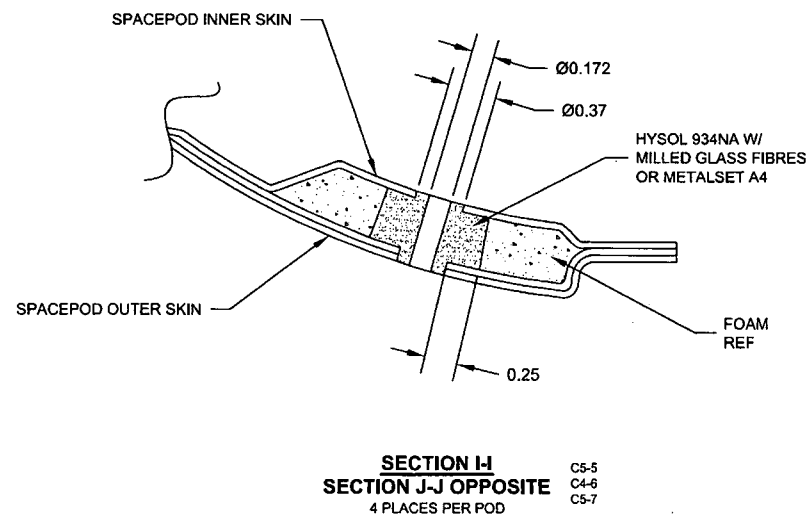 SPACEPOD INNER SKIN
Ø0.172
Ø0.37
HYSOL 934NA W/
MILLED GLASS FIBRES
OR METALSET A4
SPACEPOD OUTER SKIN
FOAM
REF
0.25
SECTION I-I
SECTION J-J OPPOSITE
4 PLACES PER POD
C5-5
C4-6
C5-7